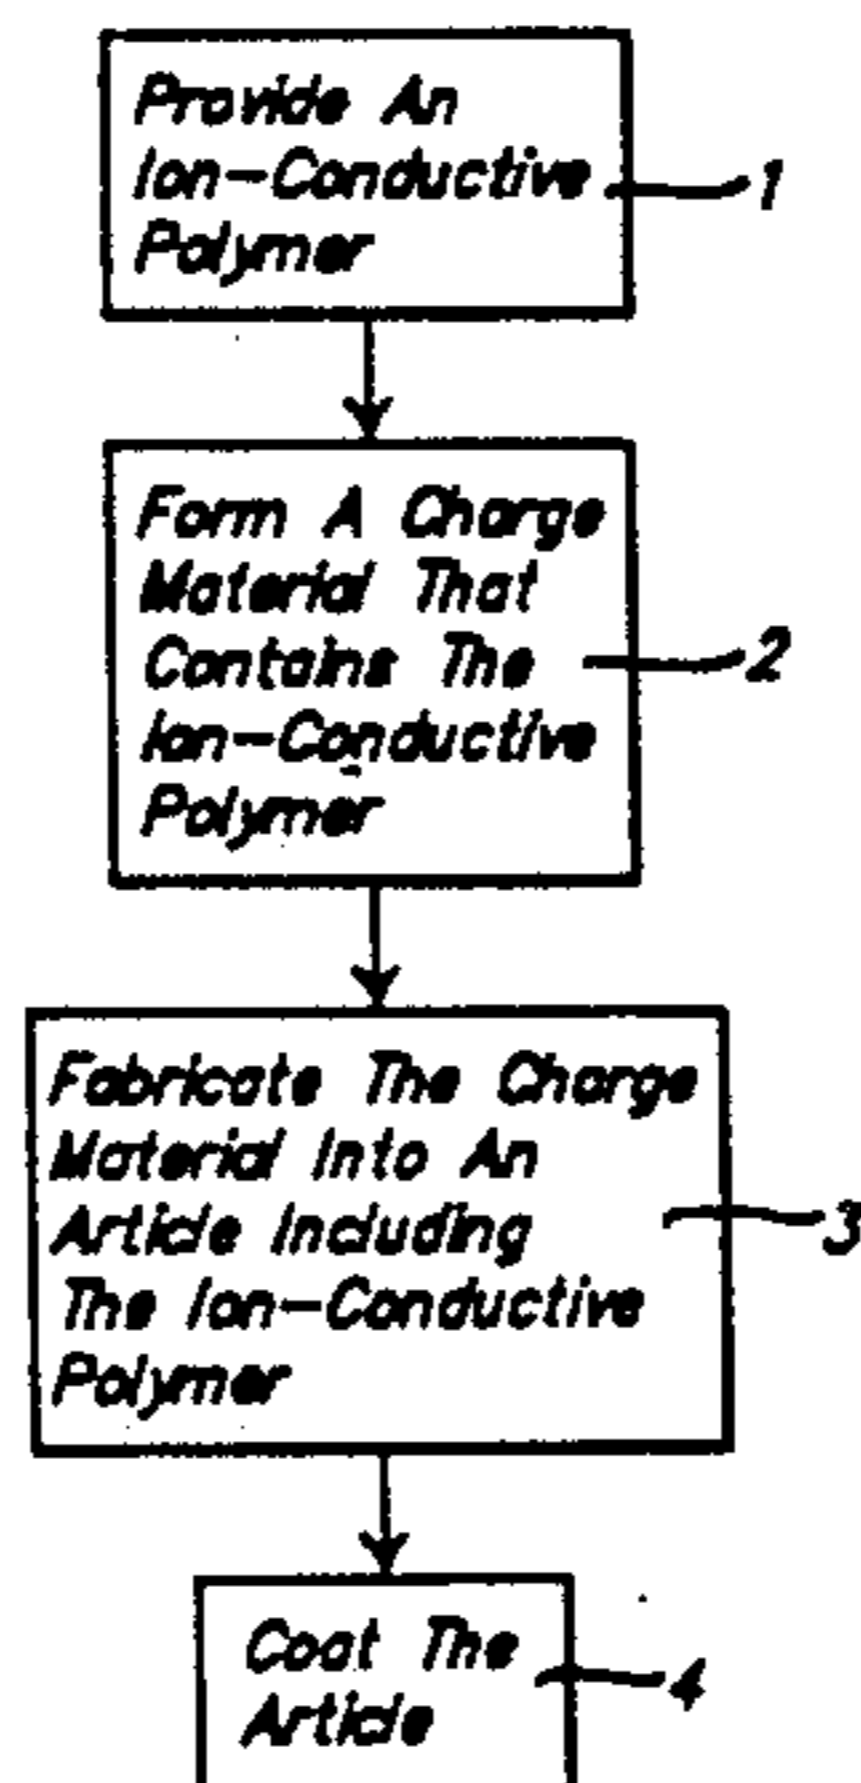 Provide An
Ion-Conductive
Polymer
1
Form A Charge
Material That
Contains The
Ion-Conductive
Polymer
2
Fabricate The Charge
Material Into An
Article Including
The Ion-Conductive
Polymer
3
Coat The
Article
4